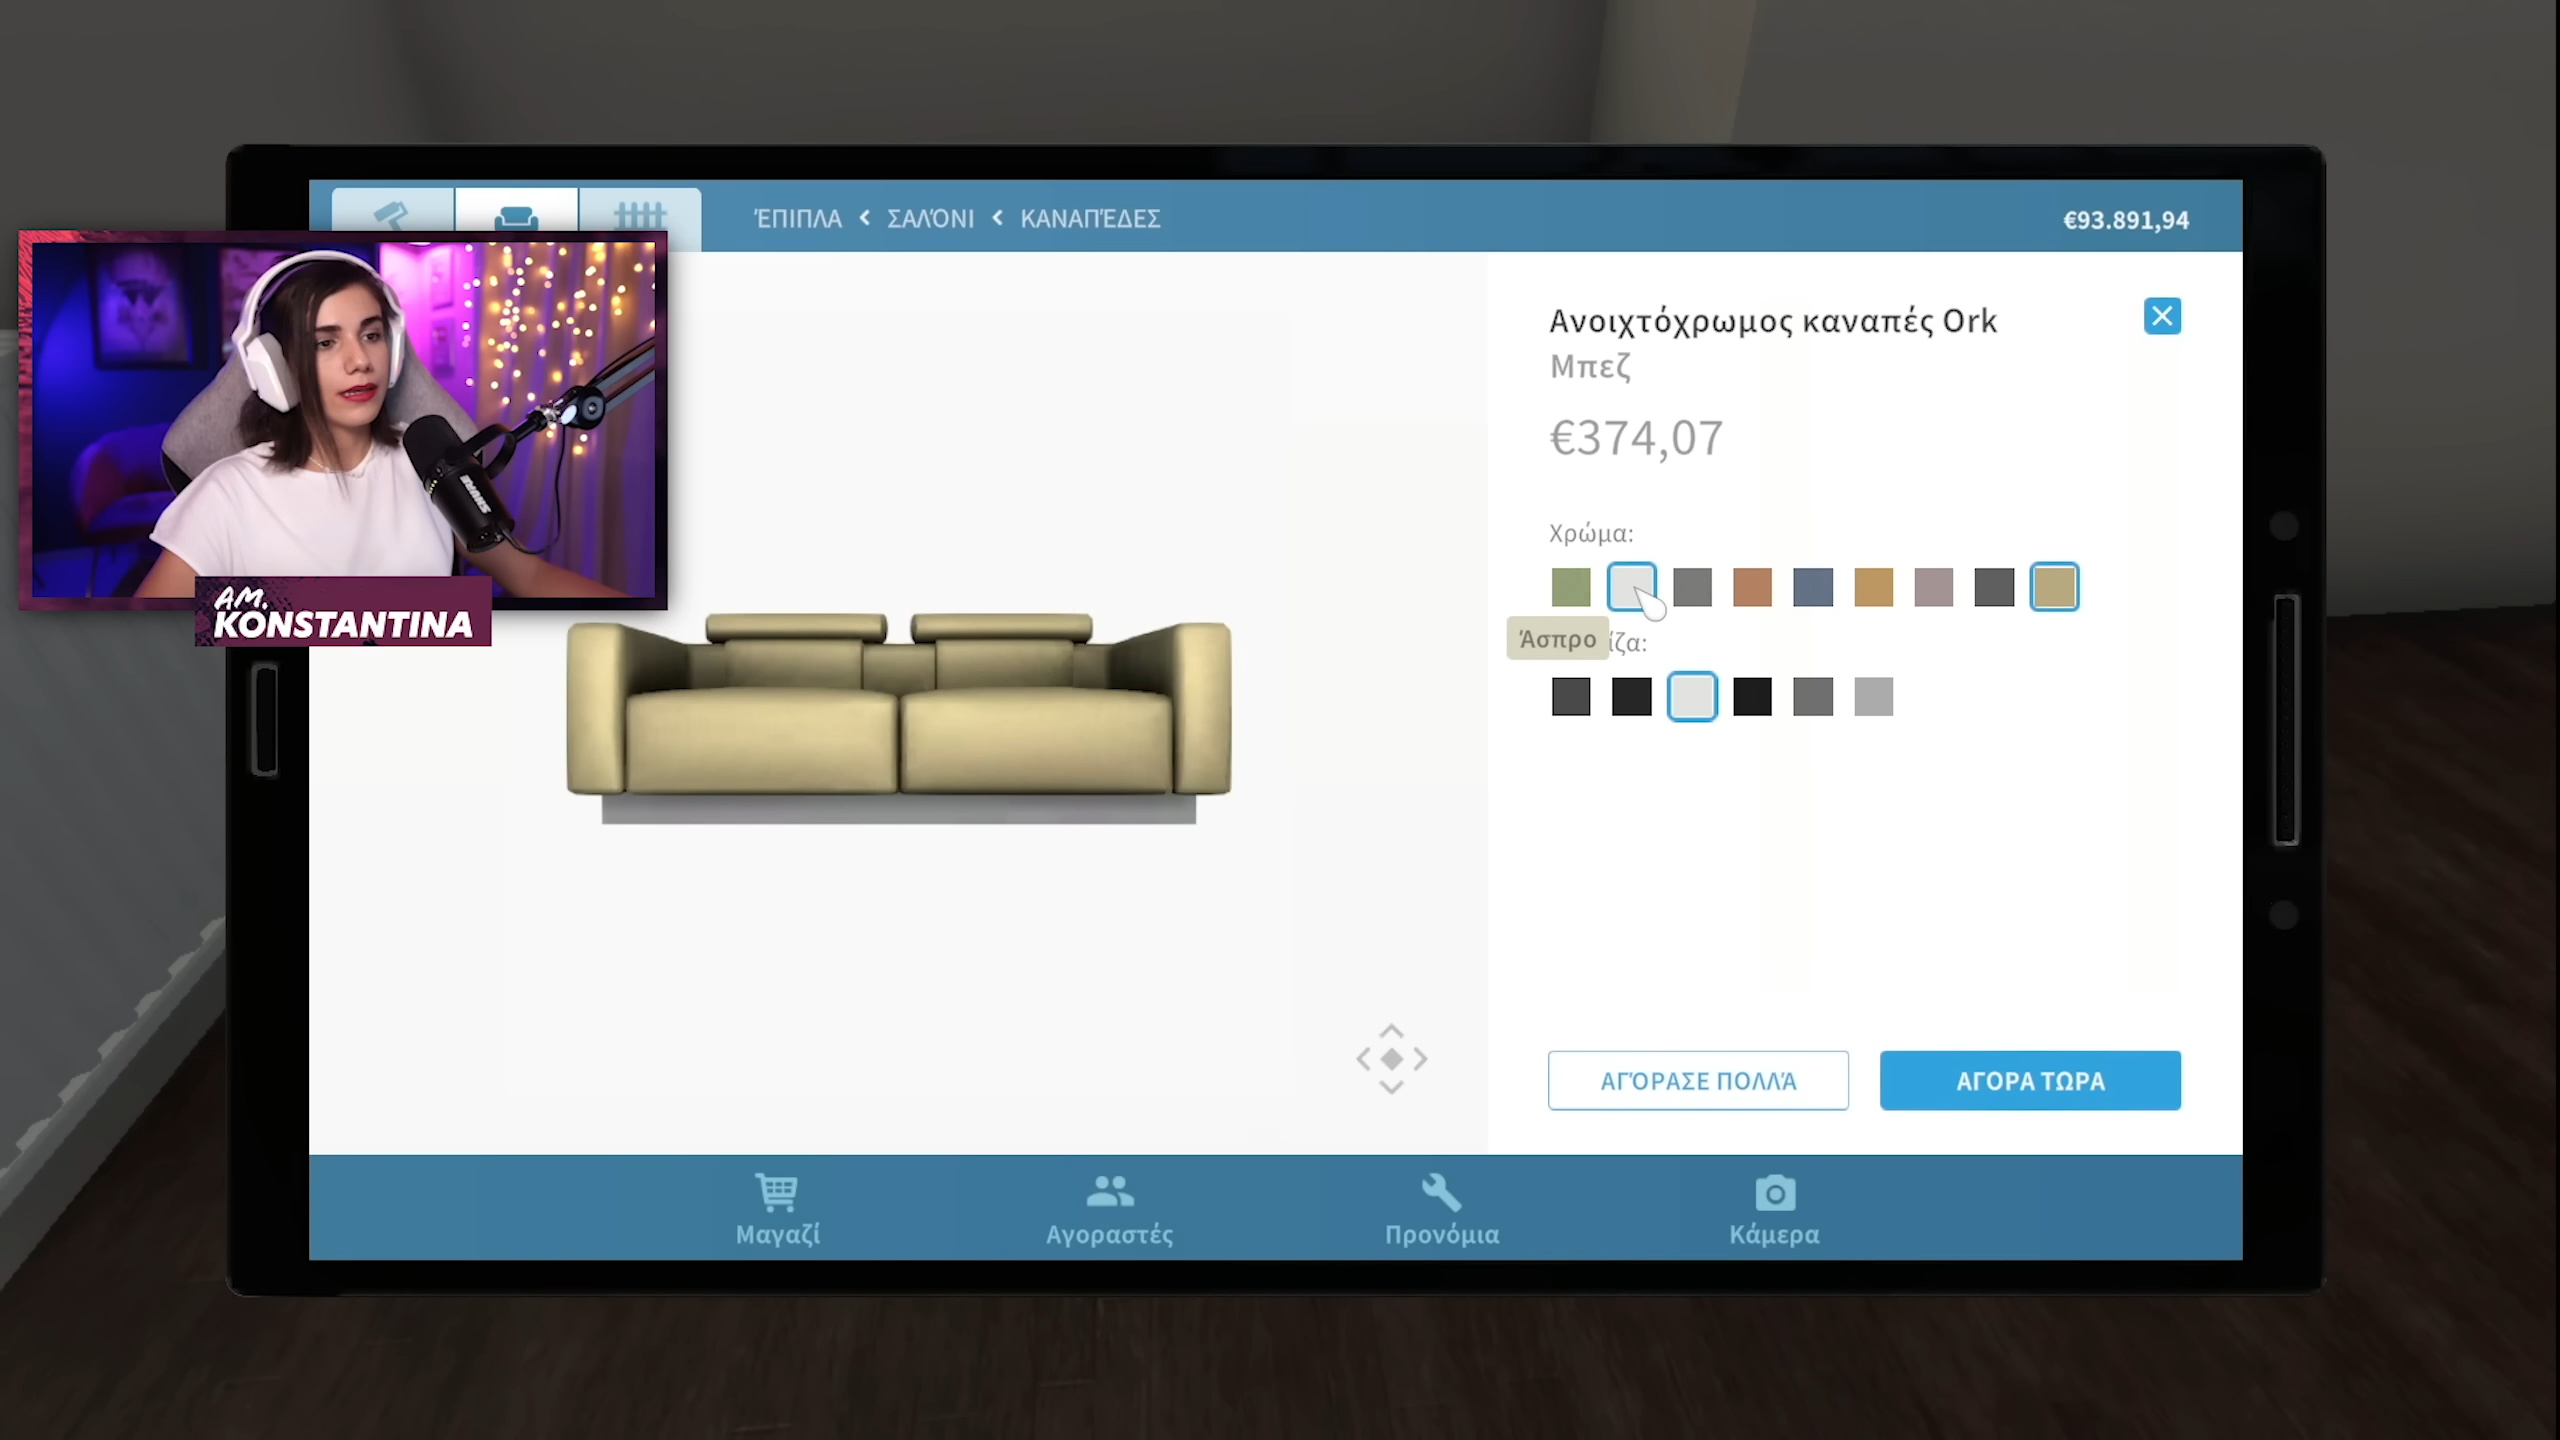 ΈΠΙΠΛΑ < ΣΑΛΌΝΙ < ΚΑΝΑΠΈΔΕΣ
€93.891,94
Ανοιχτόχρωμος καναπές Ork
Μπεζ
€374,07
Χρώμα:
Άσπρο
ίζα:
SHURE
AM.
KONSTANTINA
ΑΓΌΡΑΣΕ ΠΟΛΛΆ
ΑΓΟΡΑ ΤΩΡΑ
Μαγαζί
Αγοραστές
Προνόμια
Κάμερα